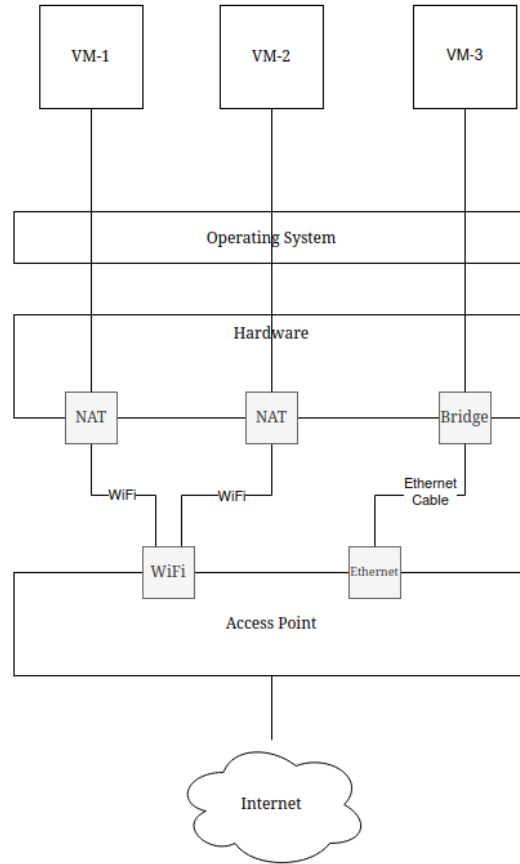 VM-1
VM-2
VM-3
Operating System
Hardware
NAT
NAT
Bridge
WiFi
WiFi
Ethernet
Cable
WiFi
Ethernet
Access Point
Internet